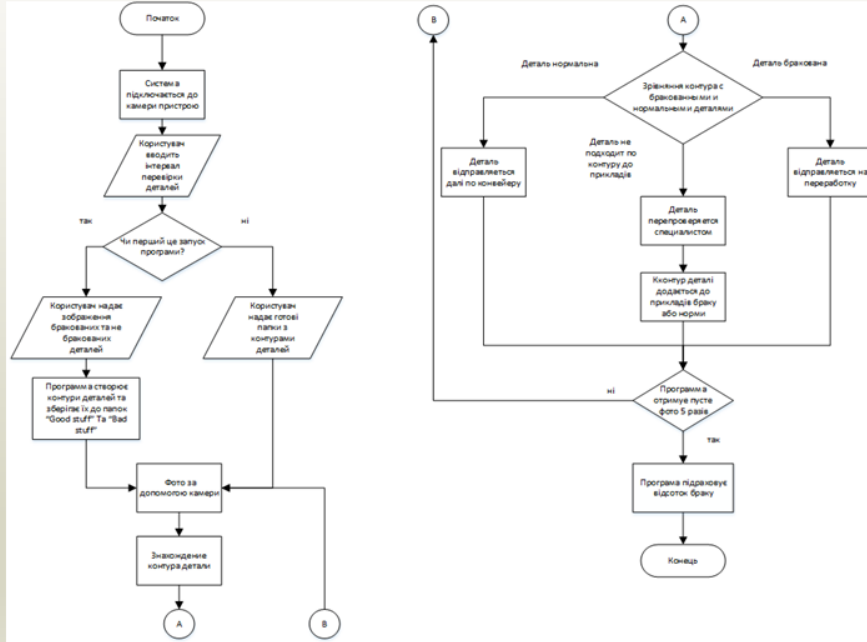 Початок
Система
підключається до
камери пристрою
Користувач
вводить
інтервал
перевірки
деталей
так
ні
Чи перший це запуск
програми?
Користувач надає
зображення
бракованих та не
бракованих
деталей
Користувач
надає готові
папки з
контурами
деталей
Программа створює
контури деталей та
зберігає їх до папок
"Good stuff" Та "Bad
stuff"
Фото за
допомогою камери
Знахождение
контура детали
A
B
B
A
Деталь нормальна
Деталь бракована
Зрівняння контура с
бракованными и
нормальными деталями
Деталь не
подходит по
контуру до
прикладів
Деталь
відправляеться
далі по конвейеру
Деталь
відправляеться на
переработку
Деталь
перепроверяется
специалистом
Кконтур деталі
додається до
прикладів браку
або норми
ні
Программа
отримує пусте
фото 5 разів
так
Програма підраховує
відсоток браку
Конець